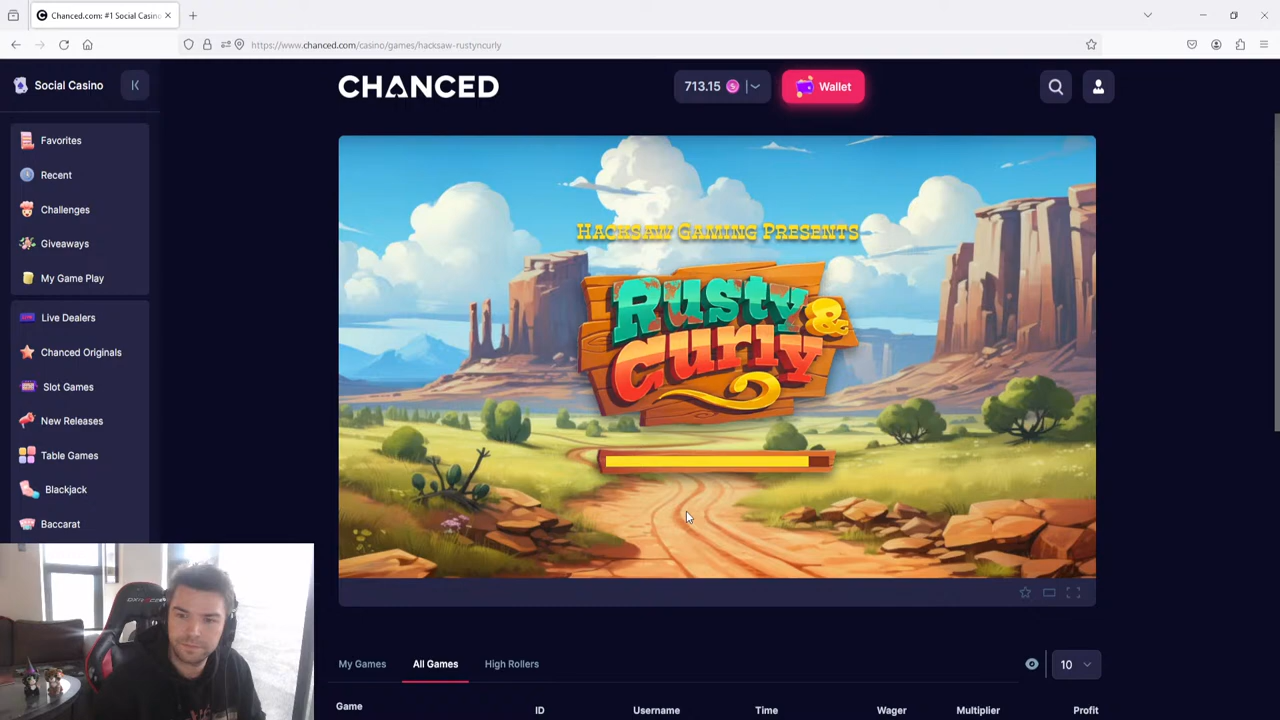 Chanced.com: #1 Social Casino
https://www.chanced.com/casino/games/hacksaw-rustyncurly
Social Casino
CHANCED
713.15
Wallet
Favorites
Recent
Challenges
Giveaways
My Game Play
Live Dealers
Chanced Originals
Slot Games
New Releases
Table Games
Blackjack
Baccarat
Hacksaw Gaming Presents
Rusty &
Curly
My Games
All Games
High Rollers
10
Game
ID
Username
Time
Wager
Multiplier
Profit